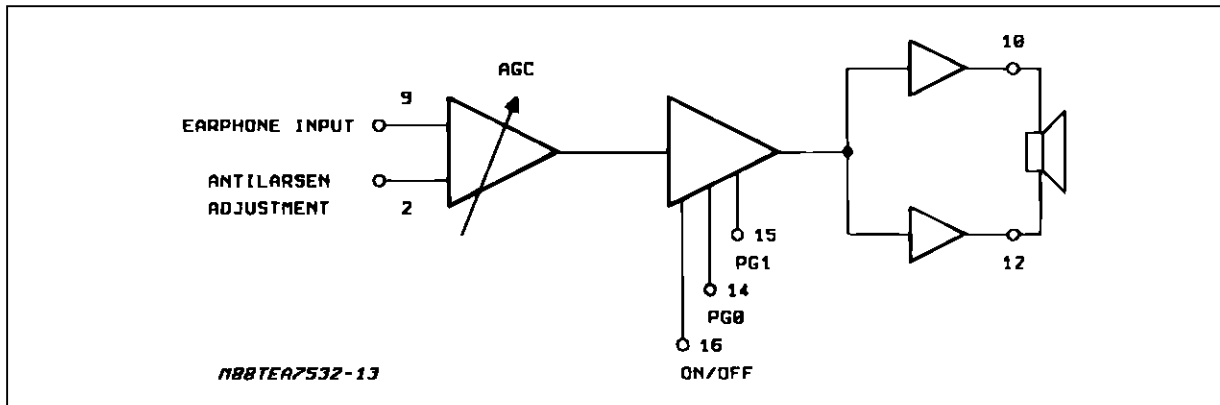 AGC
9
EARPHONE INPUT
ANTILARSEN
ADJUSTMENT
2
15
PG1
14
PG0
16
ON/OFF
10
12
M88TEA7532-13